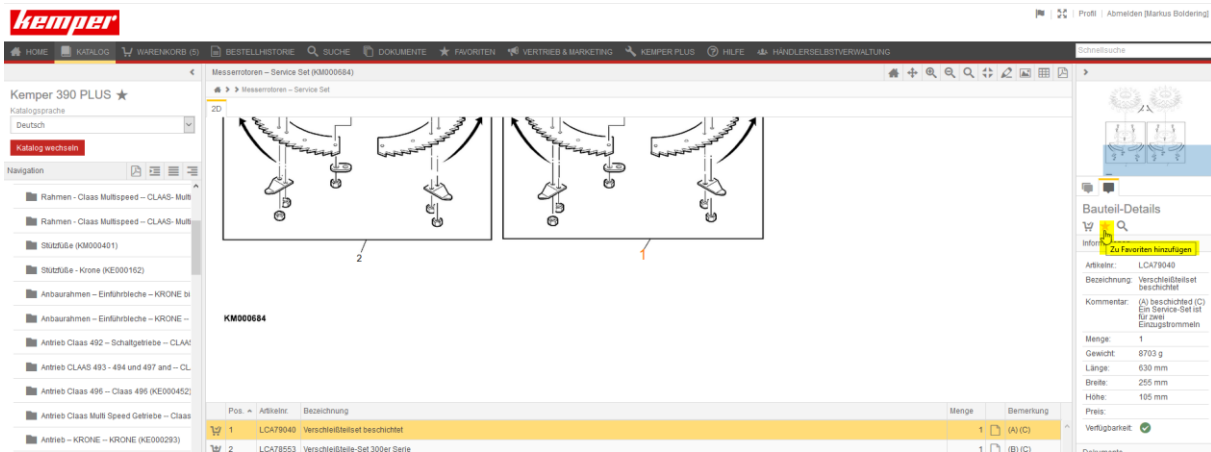 kemper
Profil | Abmelden [Markus Boldering]
HOME KATALOG WARENKORB (5) BESTELLHISTORIE SUCHE DOKUMENTE FAVORITEN VERTRIEB & MARKETING KEMPER PLUS HILFE HÄNDLERSELBSTVERWALTUNG
Schnellsuche
Kemper 390 PLUS
Katalogsprache
Deutsch
Katalog wechseln
Navigation
Rahmen - Claas Multispeed – CLAAS- Multi
Rahmen - Claas Multispeed – CLAAS- Multi
Stützfüße (KM000401)
Stützfüße - Krone (KE000162)
Anbaurahmen – Einführbleche – KRONE bi
Anbaurahmen – Einführbleche – KRONE –
Antrieb Claas 492 – Schaltgetriebe – CLAAS
Antrieb CLAAS 493 - 494 und 497 and – CL
Antrieb Claas 496 – Claas 496 (KE000452)
Antrieb Claas Multi Speed Getriebe – Claas
Antrieb – KRONE – KRONE (KE000293)
Messerrotoren – Service Set (KM000684)
> > Messerrotoren – Service Set
2D
2
1
KM000684
Pos. Artikelnr. Bezeichnung Menge Bemerkung
1 LCA79040 Verschleißteilset beschichtet 1 (A) (C)
2 LCA78553 Verschleißteile-Set 300er Serie 1 (B) (C)
Bauteil-Details
Zu Favoriten hinzufügen
Artikelnr.: LCA79040
Bezeichnung: Verschleißteilset
beschichtet
Kommentar: (A) beschichted (C)
Ein Service-Set ist
für zwei
Einzugstrommeln
Menge: 1
Gewicht: 8703 g
Länge: 630 mm
Breite: 255 mm
Höhe: 105 mm
Preis:
Verfügbarkeit:
Dokumente